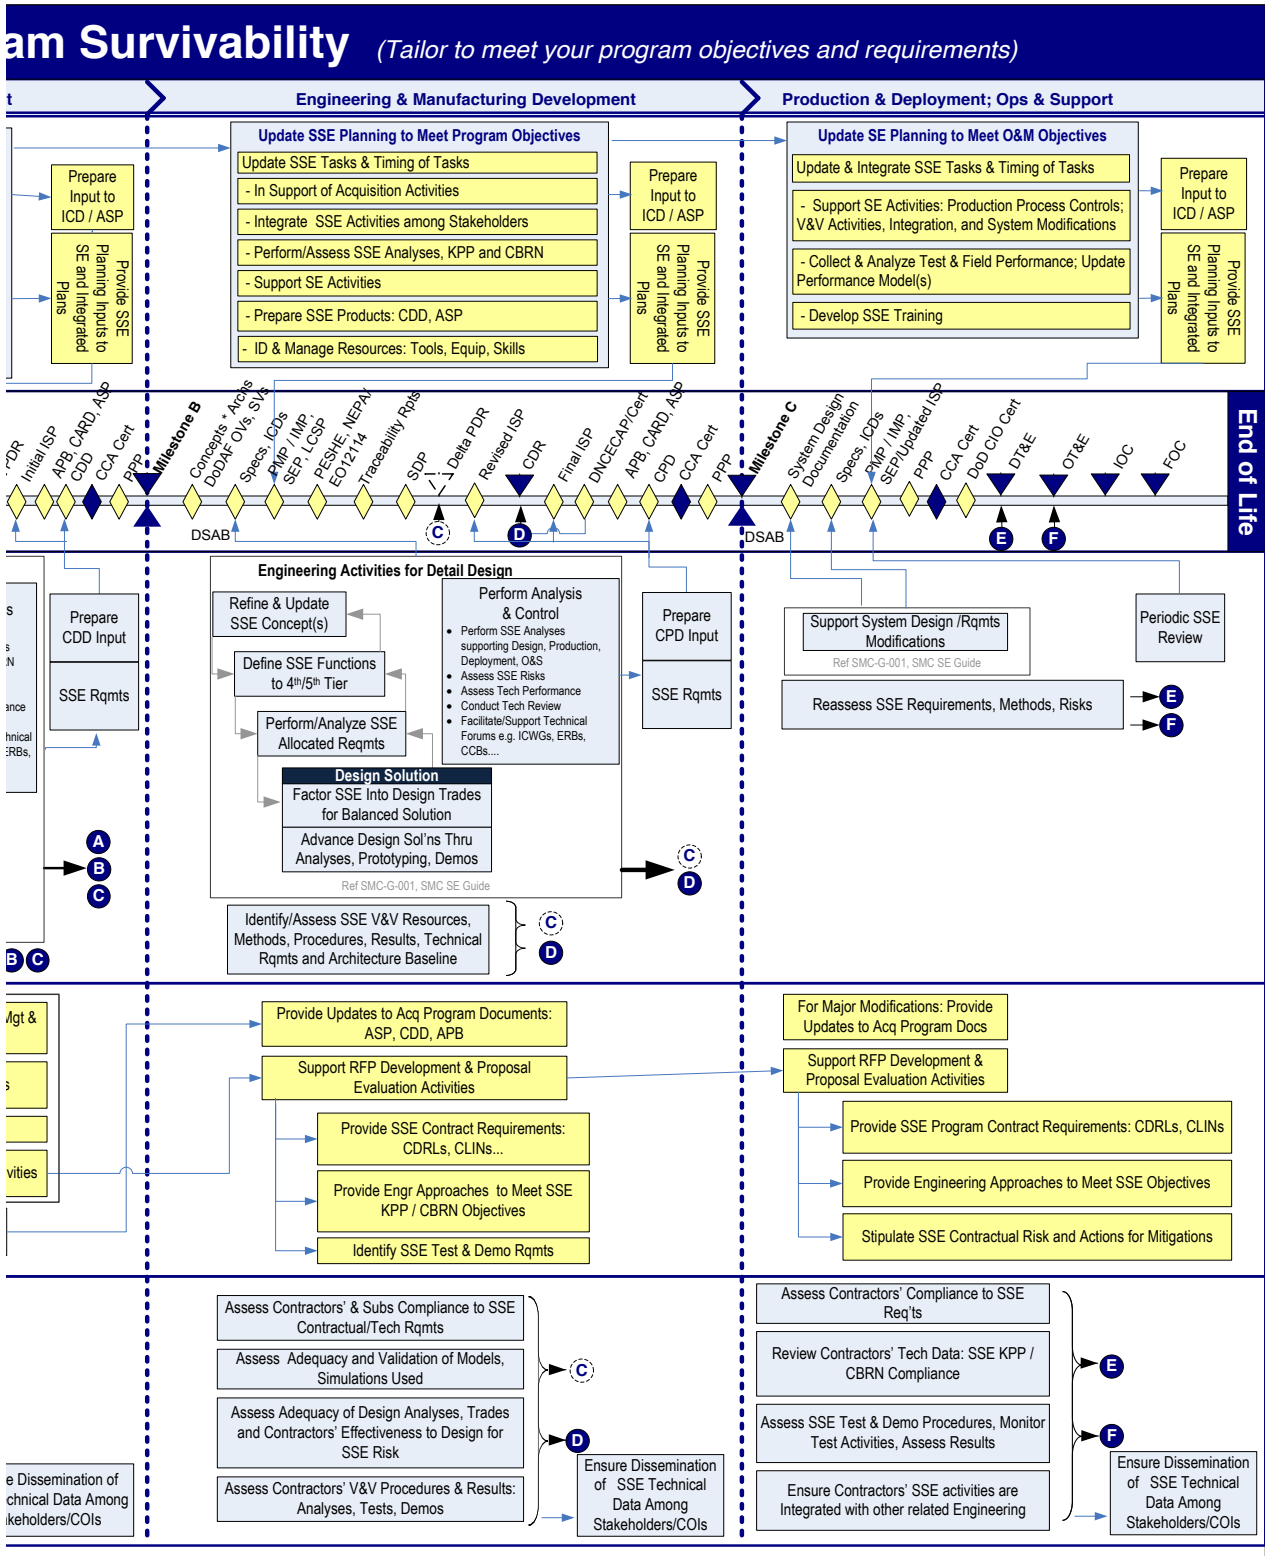 am Survivability (Tailor to meet your program objectives and requirements)
t
Engineering & Manufacturing Development
Production & Deployment; Ops & Support
Prepare
Input to
ICD / ASP
Provide SSE
Planning Inputs to
SE and Integrated
Plans
Update SSE Planning to Meet Program Objectives
Update SSE Tasks & Timing of Tasks
- In Support of Acquisition Activities
- Integrate SSE Activities among Stakeholders
- Perform/Assess SSE Analyses, KPP and CBRN
- Support SE Activities
- Prepare SSE Products: CDD, ASP
- ID & Manage Resources: Tools, Equip, Skills
Prepare
Input to
ICD / ASP
Provide SSE
Planning Inputs to
SE and Integrated
Plans
Update SE Planning to Meet O&M Objectives
Update & Integrate SSE Tasks & Timing of Tasks
- Support SE Activities: Production Process Controls;
V&V Activities, Integration, and System Modifications
- Collect & Analyze Test & Field Performance; Update
Performance Model(s)
- Develop SSE Training
Prepare
Input to
ICD / ASP
Provide SSE
Planning Inputs to
SE and Integrated
Plans
PDR
Initial ISP
APB, CARD, ASP
CDD
CCA Cert
PPP
Milestone B
Concepts * Archs
DoDAF OVs, SVs
Specs, ICDs
PMP / IMP,
SEP, LCSP
PESHE, NEPA/
EO12114
Traceability Rpts
SDP
Delta PDR
Revised ISP
CDR
Final ISP
DNCECAP/Cert
APB, CARD, ASP
CPD
CCA Cert
PPP
Milestone C
System Design
Documentation
Specs, ICDs
PMP / IMP,
SEP/Updated ISP
PPP
CCA Cert
DoD CIO Cert
DT&E
OT&E
IOC
FOC
End of Life
DSAB
C
D
DSAB
E
F
s
s
RN
ance
hnical
ERBs,
Prepare
CDD Input
SSE Rqmts
A
B
C
B C
Engineering Activities for Detail Design
Refine & Update
SSE Concept(s)
Define SSE Functions
to 4th/5th Tier
Perform/Analyze SSE
Allocated Reqmts
Design Solution
Factor SSE Into Design Trades
for Balanced Solution
Advance Design Sol'ns Thru
Analyses, Prototyping, Demos
Ref SMC-G-001, SMC SE Guide
Perform Analysis
& Control
• Perform SSE Analyses
supporting Design, Production,
Deployment, O&S
• Assess SSE Risks
• Assess Tech Performance
• Conduct Tech Review
• Facilitate/Support Technical
Forums e.g. ICWGs, ERBs,
CCBs....
Prepare
CPD Input
SSE Rqmts
C
D
Identify/Assess SSE V&V Resources,
Methods, Procedures, Results, Technical
Rqmts and Architecture Baseline
C
D
Support System Design /Rqmts
Modifications
Ref SMC-G-001, SMC SE Guide
Periodic SSE
Review
Reassess SSE Requirements, Methods, Risks
E
F
Mgt &
s
vities
Provide Updates to Acq Program Documents:
ASP, CDD, APB
Support RFP Development & Proposal
Evaluation Activities
Provide SSE Contract Requirements:
CDRLs, CLINs...
Provide Engr Approaches to Meet SSE
KPP / CBRN Objectives
Identify SSE Test & Demo Rqmts
For Major Modifications: Provide
Updates to Acq Program Docs
Support RFP Development &
Proposal Evaluation Activities
Provide SSE Program Contract Requirements: CDRLs, CLINs
Provide Engineering Approaches to Meet SSE Objectives
Stipulate SSE Contractual Risk and Actions for Mitigations
e Dissemination of
echnical Data Among
akeholders/COIs
Assess Contractors' & Subs Compliance to SSE
Contractual/Tech Rqmts
Assess Adequacy and Validation of Models,
Simulations Used
Assess Adequacy of Design Analyses, Trades
and Contractors' Effectiveness to Design for
SSE Risk
Assess Contractors' V&V Procedures & Results:
Analyses, Tests, Demos
C
D
Ensure Dissemination
of SSE Technical
Data Among
Stakeholders/COIs
Assess Contractors' Compliance to SSE
Req'ts
Review Contractors' Tech Data: SSE KPP /
CBRN Compliance
Assess SSE Test & Demo Procedures, Monitor
Test Activities, Assess Results
Ensure Contractors' SSE activities are
Integrated with other related Engineering
E
F
Ensure Dissemination
of SSE Technical
Data Among
Stakeholders/COIs